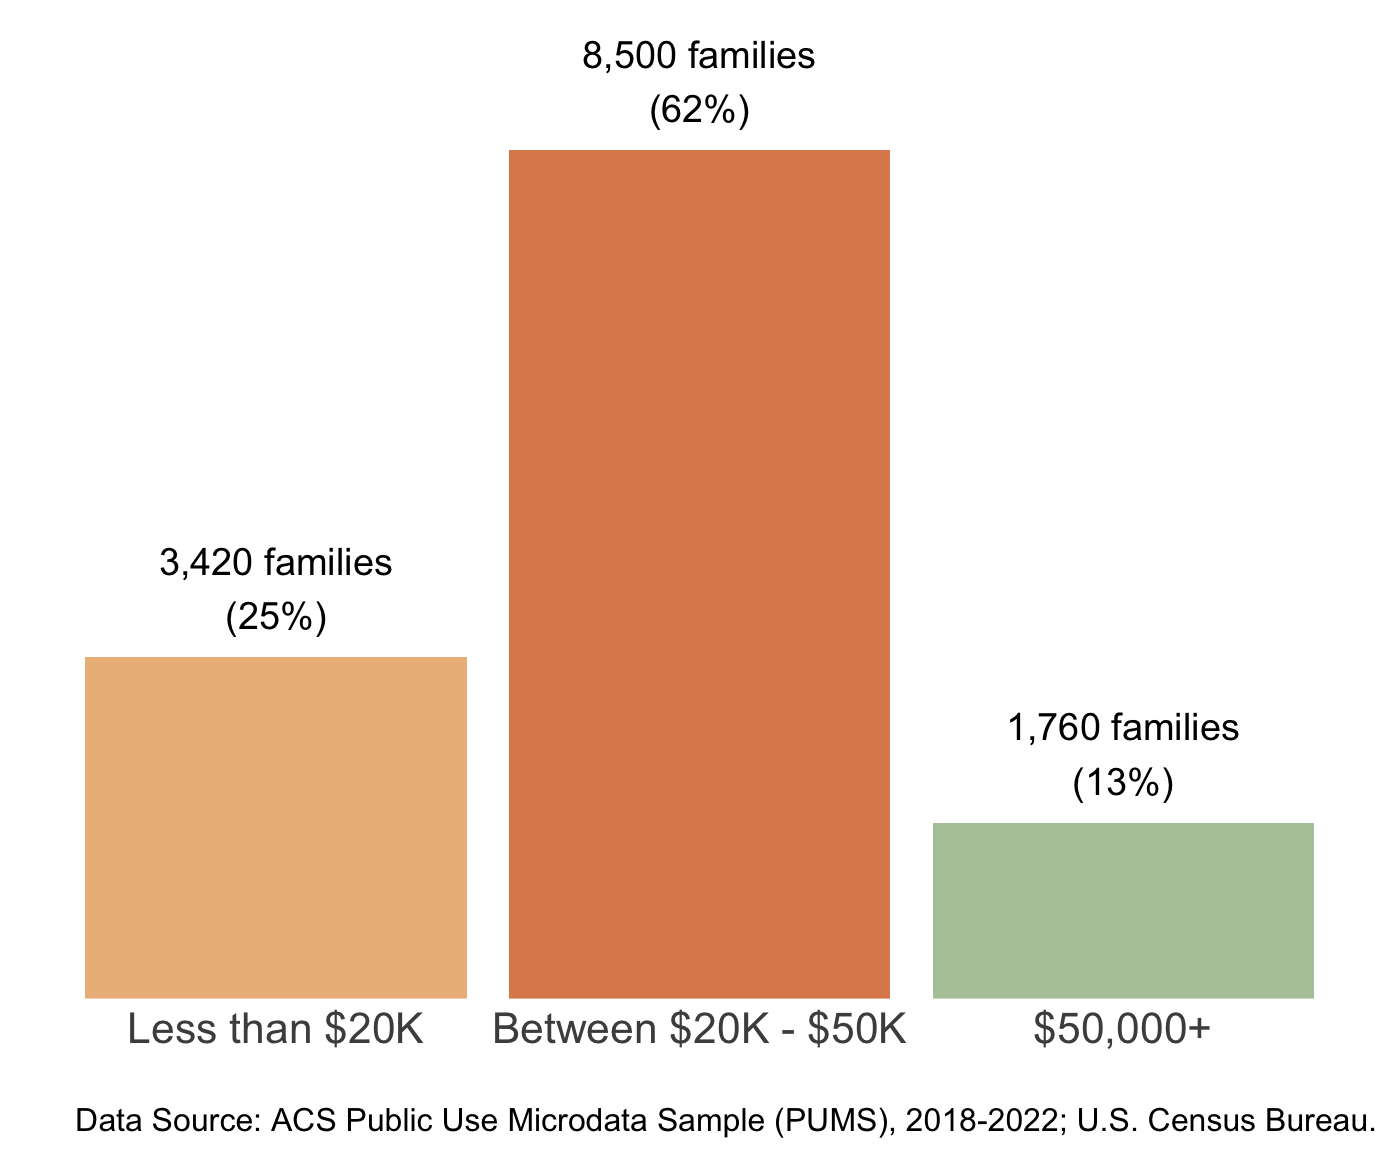 8,500 families
(62%)
3,420 families
(25%)
1,760 families
(13%)
Less than $20K
Between $20K - $50K
$50,000+
Data Source: ACS Public Use Microdata Sample (PUMS), 2018-2022; U.S. Census Bureau.